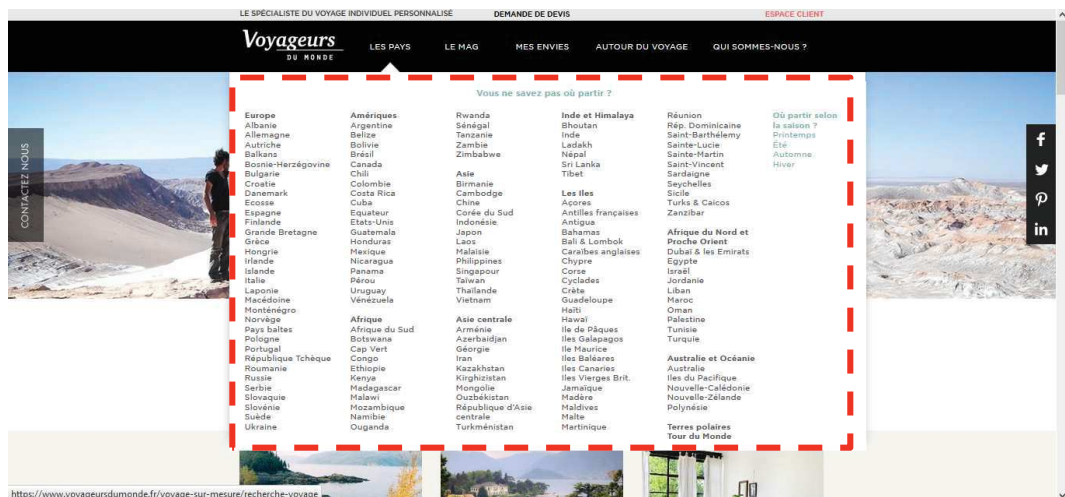 LE SPÉCIALISTE DU VOYAGE INDIVIDUEL PERSONNALISÉ
DEMANDE DE DEVIS
ESPACE CLIENT
Voyageurs
DU MONDE
LES PAYS
LE MAG
MES ENVIES
AUTOUR DU VOYAGE
QUI SOMMES-NOUS ?
CONTACTEZ NOUS
Vous ne savez pas où partir ?
Europe
Albanie
Allemagne
Autriche
Balkans
Bosnie-Herzégovine
Bulgarie
Croatie
Danemark
Ecosse
Espagne
Finlande
Grande Bretagne
Grèce
Hongrie
Irlande
Islande
Italie
Laponie
Macédoine
Monténégro
Norvège
Pays baltes
Pologne
Portugal
République Tchèque
Roumanie
Russie
Serbie
Slovaquie
Slovénie
Suède
Ukraine
Amériques
Argentine
Belize
Bolivie
Brésil
Canada
Chili
Colombie
Costa Rica
Cuba
Equateur
Etats-Unis
Guatemala
Honduras
Mexique
Nicaragua
Panama
Pérou
Uruguay
Vénézuela
Afrique
Afrique du Sud
Botswana
Cap Vert
Congo
Ethiopie
Kenya
Madagascar
Malawi
Mozambique
Namibie
Ouganda
Rwanda
Sénégal
Tanzanie
Zambie
Zimbabwe
Asie
Birmanie
Cambodge
Chine
Corée du Sud
Indonésie
Japon
Laos
Malaisie
Philippines
Singapour
Taïwan
Thaïlande
Vietnam
Asie centrale
Arménie
Azerbaidjan
Géorgie
Iran
Kazakhstan
Kirghizistan
Mongolie
Ouzbékistan
République d'Asie
centrale
Turkménistan
Inde et Himalaya
Bhoutan
Inde
Ladakh
Népal
Sri Lanka
Tibet
Les Iles
Açores
Antilles françaises
Antigua
Bahamas
Bali & Lombok
Caraïbes anglaises
Chypre
Corse
Cyclades
Crète
Guadeloupe
Haïti
Hawaï
Ile de Pâques
Iles Galapagos
Ile Maurice
Iles Baléares
Iles Canaries
Iles Vierges Brit.
Jamaïque
Madère
Maldives
Malte
Martinique
Réunion
Rép. Dominicaine
Saint-Barthélemy
Sainte-Lucie
Sainte-Martin
Saint-Vincent
Sardaigne
Seychelles
Sicile
Turks & Caicos
Zanzibar
Afrique du Nord et
Proche Orient
Dubaï & les Emirats
Egypte
Israël
Jordanie
Liban
Maroc
Oman
Palestine
Tunisie
Turquie
Australie et Océanie
Australie
Iles du Pacifique
Nouvelle-Calédonie
Nouvelle-Zélande
Polynésie
Terres polaires
Tour du Monde
Où partir selon
la saison ?
Printemps
Été
Automne
Hiver
https://www.voyageursdumonde.fr/voyage-sur-mesure/recherche-voyage